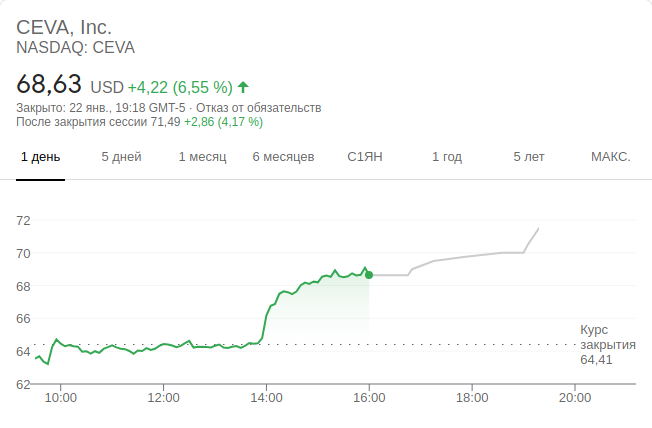 CEVA, Inc.
NASDAQ: CEVA
68,63 USD +4,22 (6,55 %)
Закрыто: 22 янв., 19:18 GMT-5 · Отказ от обязательств
После закрытия сессии 71,49 +2,86 (4,17 %)
1 день 5 дней 1 месяц 6 месяцев С1ЯН 1 год 5 лет МАКС.
72
70
68
66
64
62
Курс
закрытия
64,41
10:00 12:00 14:00 16:00 18:00 20:00